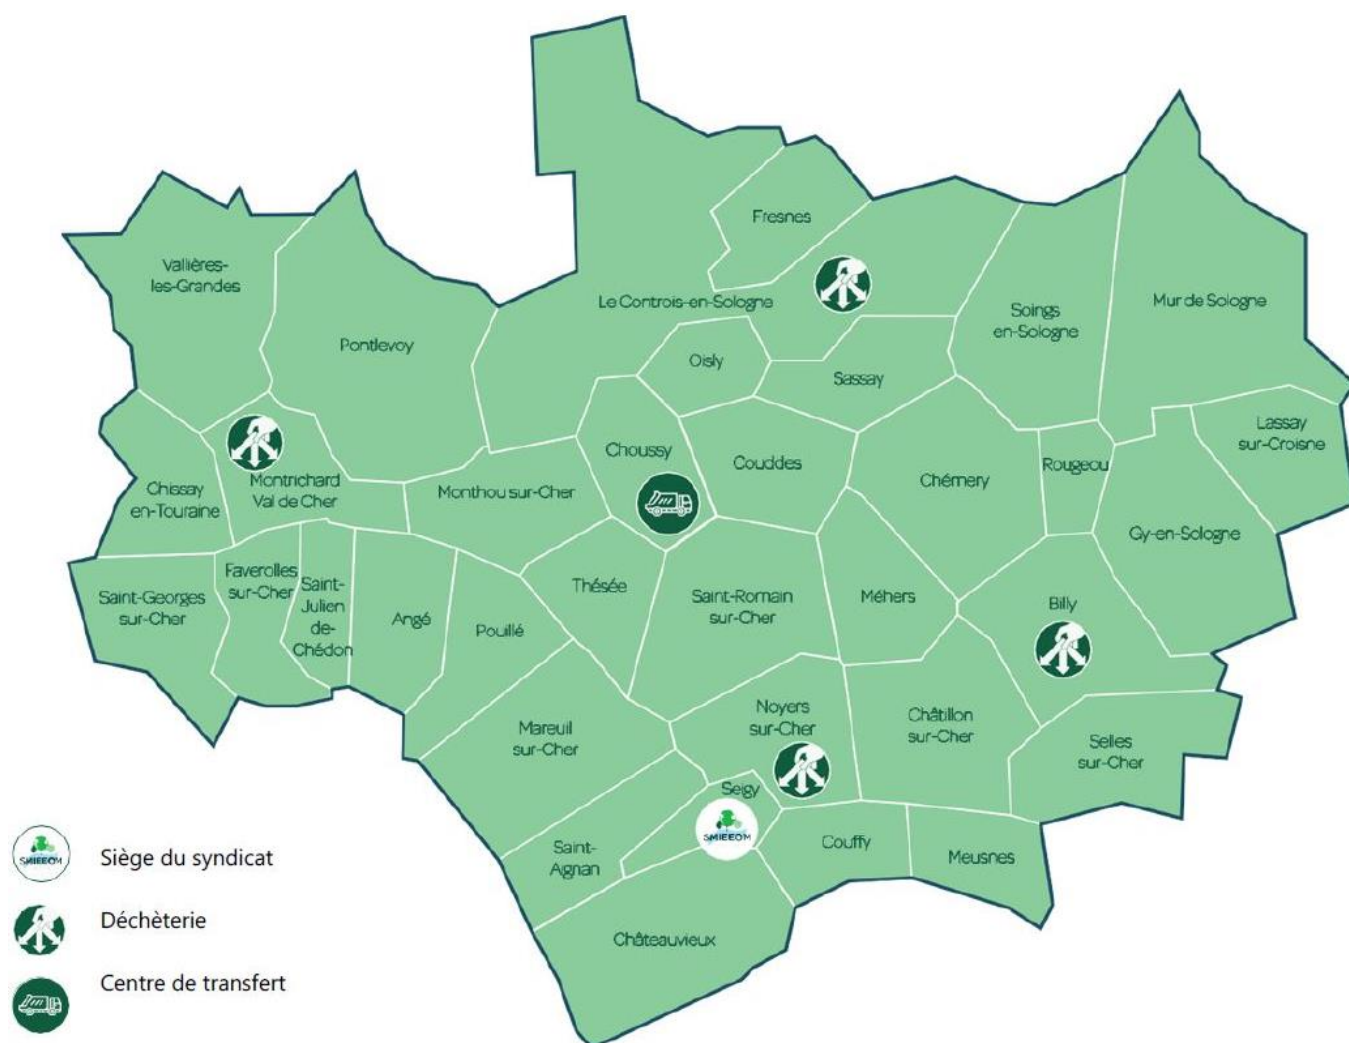 Fresnes
Vallières-
les-Grandes
Le Controis-en-Sologne
Mur de Sologne
Soings
en-Sologne
Pontlevoy
Oisly
Sassay
Lassay
sur-Croisne
Choussy
Couddes
Rougeou
Chémery
Montrichard
Val de Cher
Monthou sur-Cher
Chissay
en-Touraine
Gy-en-Sologne
Faverolles
sur-Cher
Saint-
Julien
de-
Chédon
Thésée
Saint-Romain
sur-Cher
Méhers
Billy
Saint-Georges
sur-Cher
Angé
Pouillé
Noyers
sur-Cher
Châtillon
sur-Cher
Mareuil
sur-Cher
Selles
sur-Cher
Seigy
SMIEEOM
Saint-
Agnan
Couffy
Meusnes
Châteauvieux
SMIEEOM
Siège du syndicat
Déchèterie
Centre de transfert